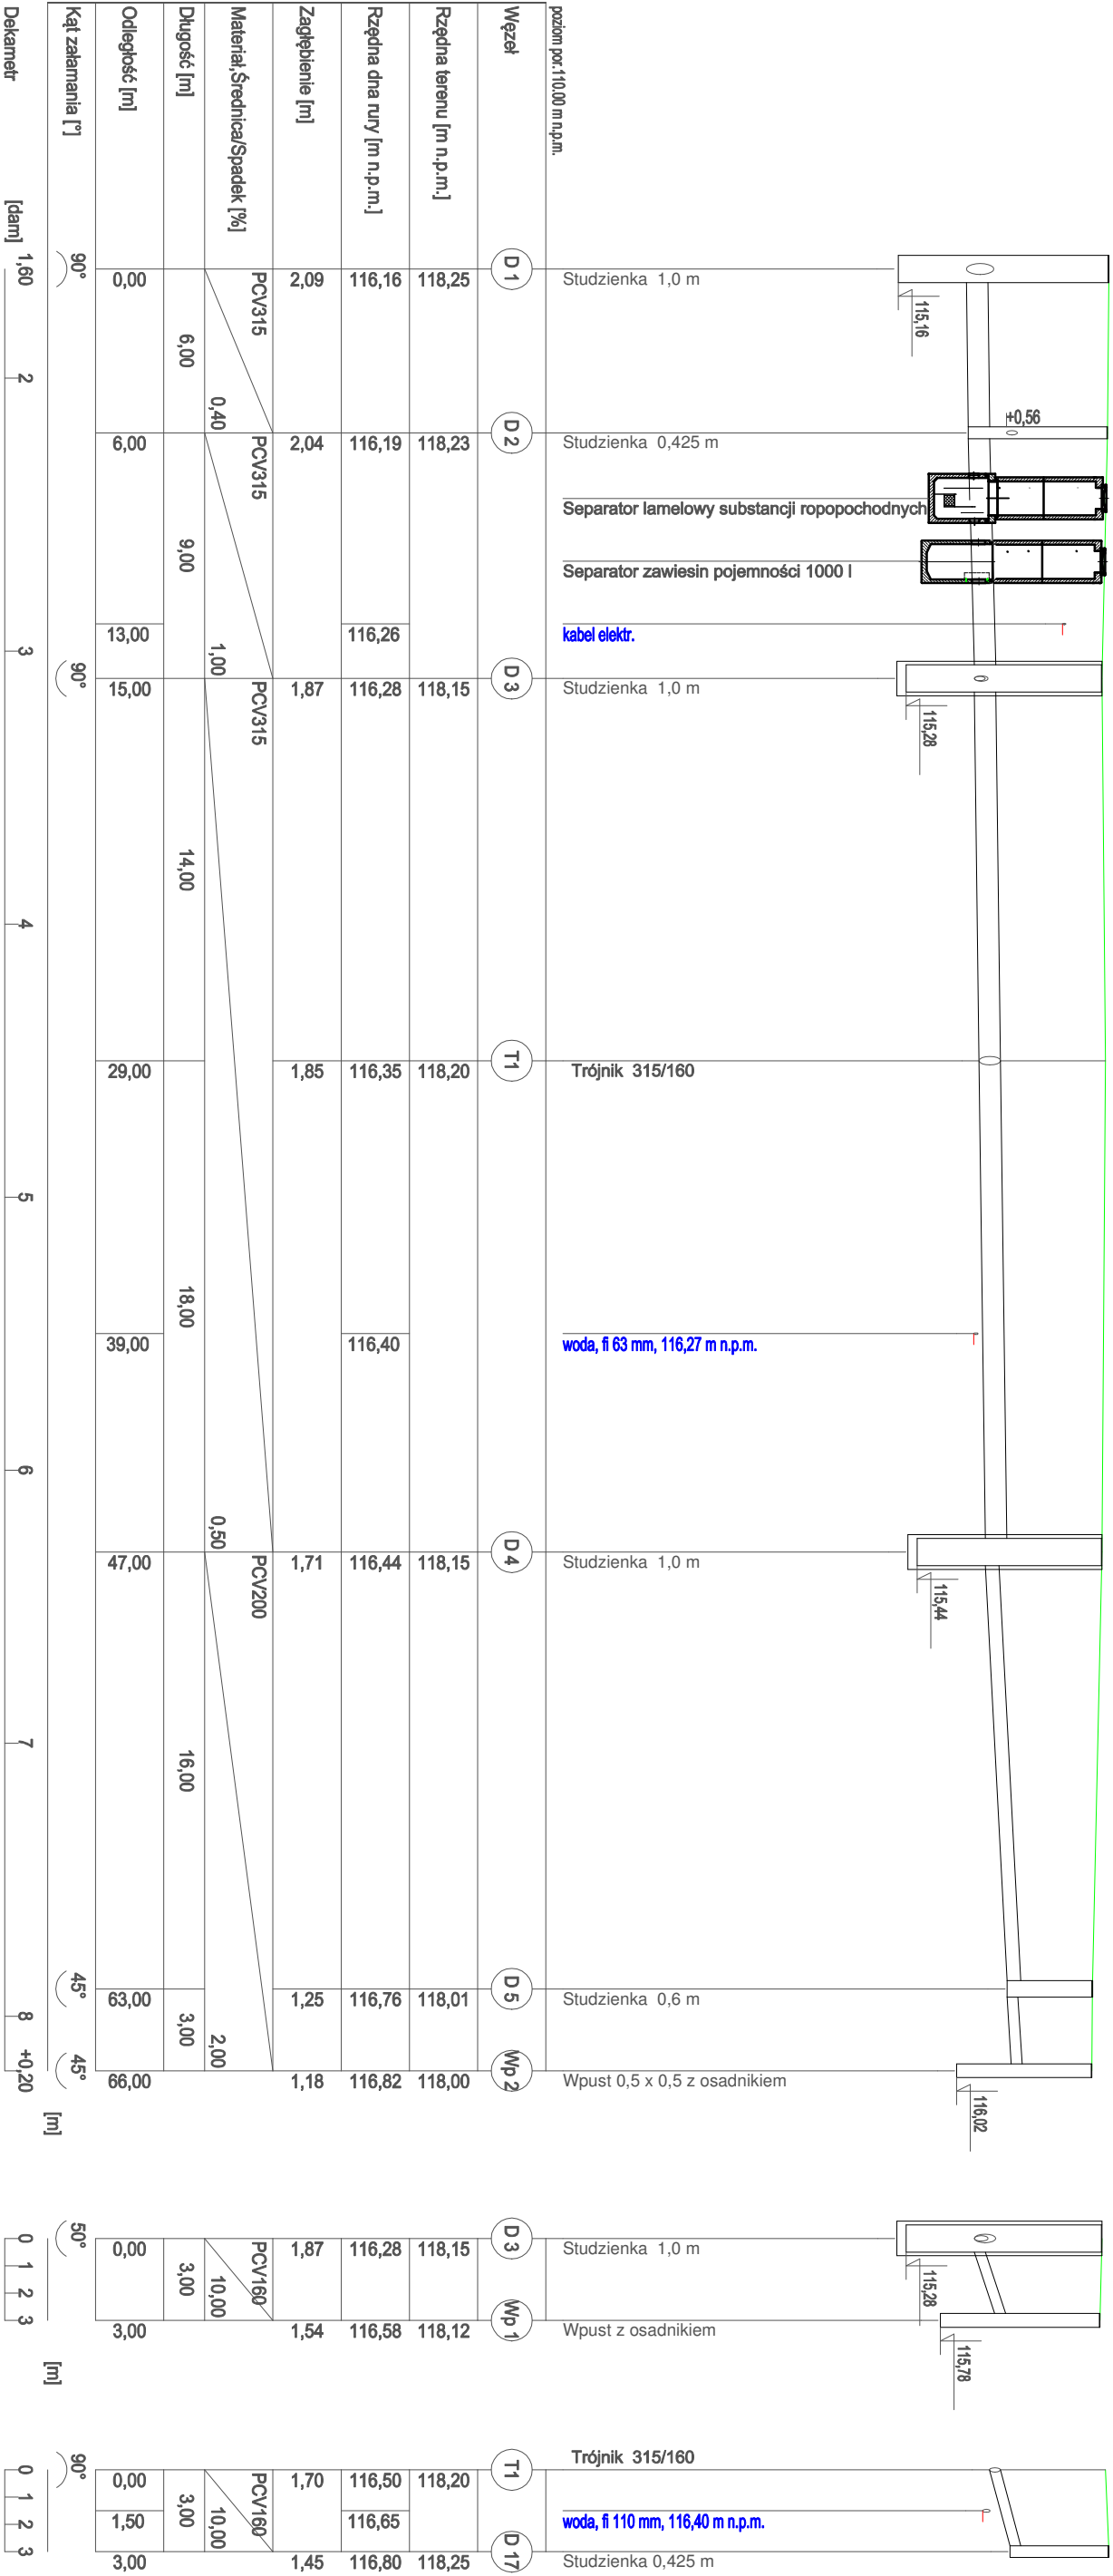 poziom por.110.00 m n.p.m.
Węzeł
Rzędna terenu [m n.p.m.]
Rzędna dna rury [m n.p.m.]
Zagłębienie [m]
Materiał,Średnica/Spadek [%]
Długość [m]
Odległość [m]
Kąt załamania [°]
Dekametr [dam]
115,16
Studzienka 1,0 m
D 1
118,25
116,16
2,09
PCV315
0,40
6,00
0,00
90°
1,60
2
+0,56
Studzienka 0,425 m
D 2
118,23
116,19
2,04
PCV315
1,00
9,00
6,00
Separator lamelowy substancji ropopochodnych
Separator zawiesin pojemności 1000 l
kabel elektr.
116,26
13,00
3
115,28
Studzienka 1,0 m
D 3
118,15
116,28
1,87
PCV315
0,50
14,00
15,00
90°
4
Trójnik 315/160
T1
118,20
116,35
1,85
18,00
29,00
5
woda, fi 63 mm, 116,27 m n.p.m.
116,40
39,00
6
115,44
Studzienka 1,0 m
D 4
118,15
116,44
1,71
PCV200
2,00
16,00
47,00
7
Studzienka 0,6 m
D 5
118,01
116,76
1,25
3,00
63,00
45°
8
116,02
Wpust 0,5 x 0,5 z osadnikiem
Wp 2
118,00
116,82
1,18
66,00
45°
+0,20
[m]
115,28
Studzienka 1,0 m
D 3
118,15
116,28
1,87
PCV160
10,00
3,00
0,00
50°
0 1 2 3
115,78
Wpust z osadnikiem
Wp 1
118,12
116,58
1,54
3,00
[m]
Trójnik 315/160
T1
118,20
116,50
1,70
PCV160
10,00
3,00
0,00
90°
0 1 2 3
woda, fi 110 mm, 116,40 m n.p.m.
116,65
1,50
Studzienka 0,425 m
D 17
118,25
116,80
1,45
3,00